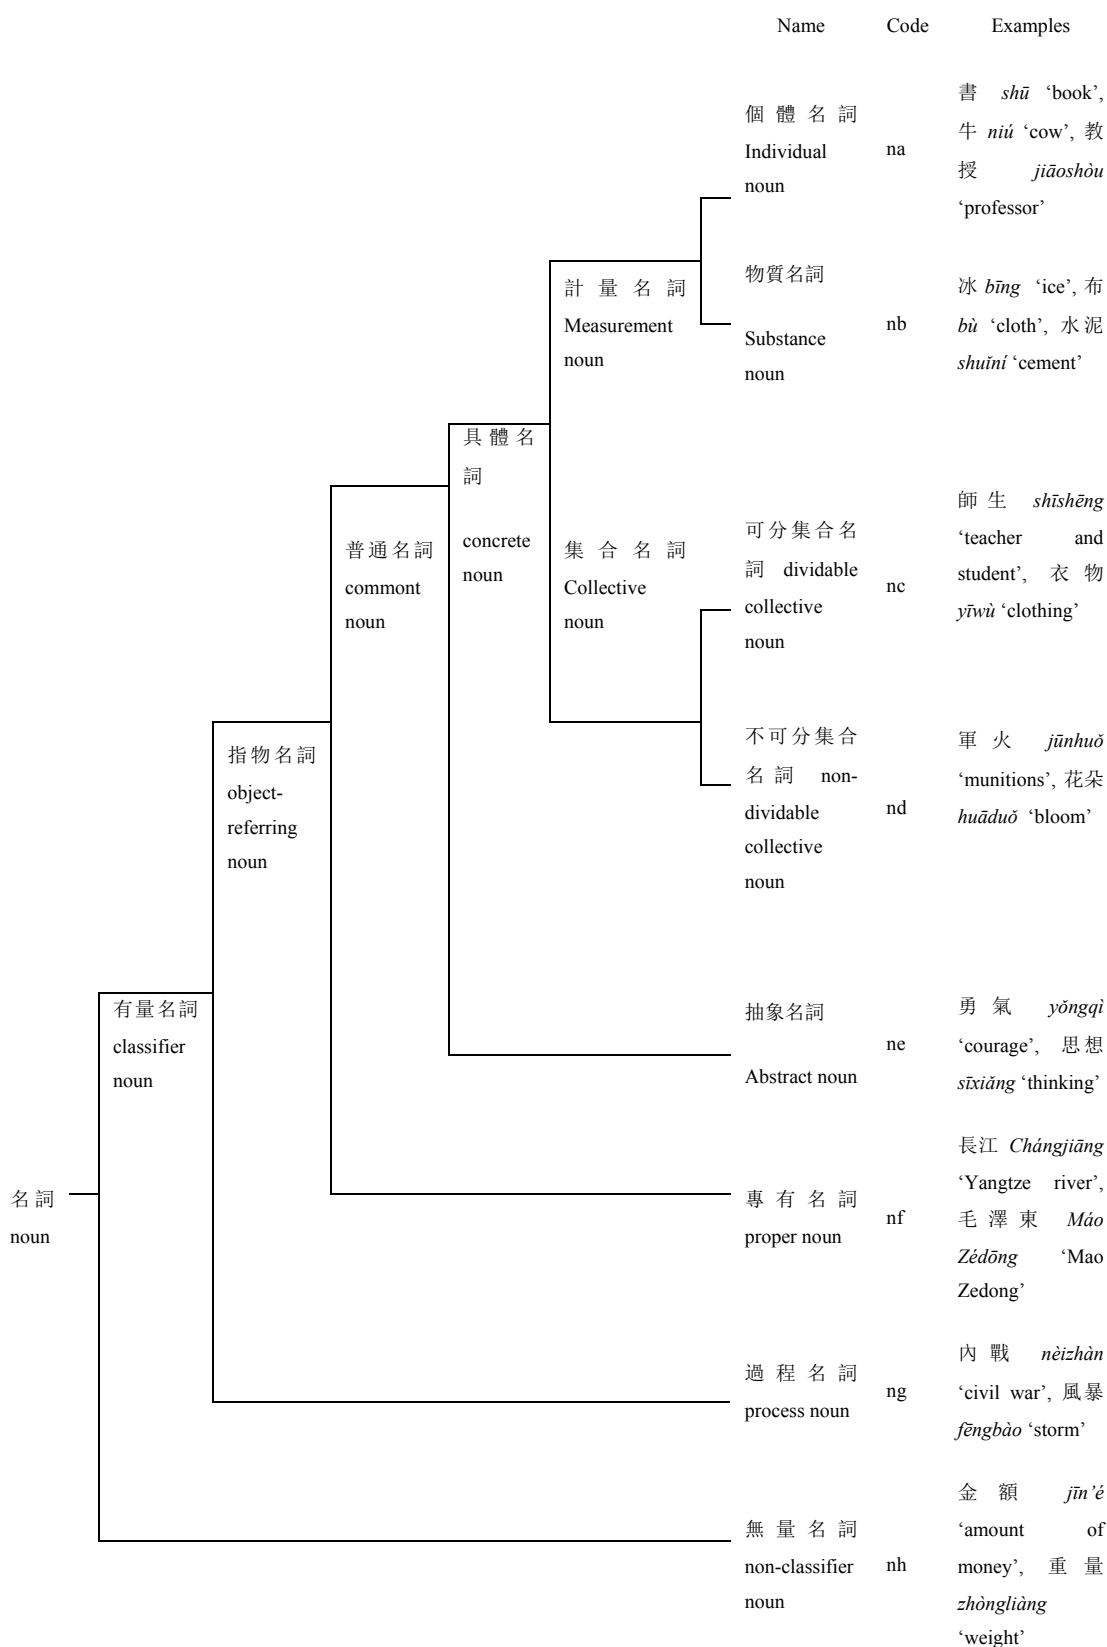 Name Code Examples
個體名詞
Individual
noun
na
書 shū ‘book’,
牛 niú ‘cow’, 教
授 jiāoshòu
‘professor’
物質名詞
Substance
noun
nb
冰 bīng ‘ice’, 布
bù ‘cloth’, 水泥
shuǐní ‘cement’
計量名詞
Measurement
noun
具體名
詞
concrete
noun
集合名詞
Collective
noun
可分集合名
詞 dividable
collective
noun
nc
師生 shīshēng
‘teacher and
student’, 衣物
yīwù ‘clothing’
普通名詞
commont
noun
不可分集合
名詞 non-
dividable
collective
noun
nd
軍火 jūnhuǒ
‘munitions’, 花朵
huāduǒ ‘bloom’
指物名詞
object-
referring
noun
有量名詞
classifier
noun
抽象名詞
Abstract noun
ne
勇氣 yǒngqì
‘courage’, 思想
sīxiǎng ‘thinking’
名詞
noun
專有名詞
proper noun
nf
長江 Chángjiāng
‘Yangtze river’,
毛澤東 Máo
Zédōng ‘Mao
Zedong’
過程名詞
process noun
ng
內戰 nèizhàn
‘civil war’, 風暴
fēngbào ‘storm’
無量名詞
non-classifier
noun
nh
金額 jīn’é
‘amount of
money’, 重量
zhòngliàng
‘weight’